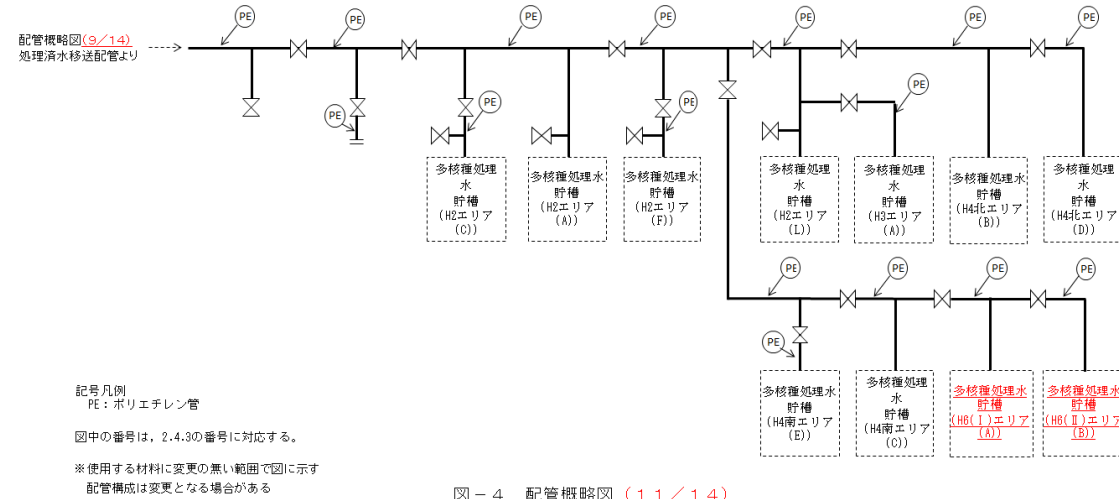 PE
PE
PE
PE
PE
PE
PE
配管概略図(9/14)
処理済水移送配管より
PE
PE
PE
PE
多核種処理
水
貯槽
(H2エリア
(C))
多核種処理水
貯槽
(H2エリア
(A))
多核種処理水
貯槽
(H2エリア
(F))
多核種処理
水
貯槽
(H2エリア
(L))
多核種処理
水
貯槽
(H3エリア
(A))
多核種処理水
貯槽
(H4北エリア
(B))
多核種処理
水
貯槽
(H4北エリア
(D))
PE
PE
PE
PE
PE
多核種処理水
貯槽
(H4南エリア
(E))
多核種処理
水
貯槽
(H4南エリア
(C))
多核種処理水
貯槽
(H6(Ⅰ)エリア
(A))
多核種処理水
貯槽
(H6(Ⅱ)エリア
(B))
記号凡例
PE:ポリエチレン管
図中の番号は，2.4.3の番号に対応する。
※使用する材料に変更の無い範囲で図に示す
配管構成は変更となる場合がある
図－4　配管概略図（１１／１４）